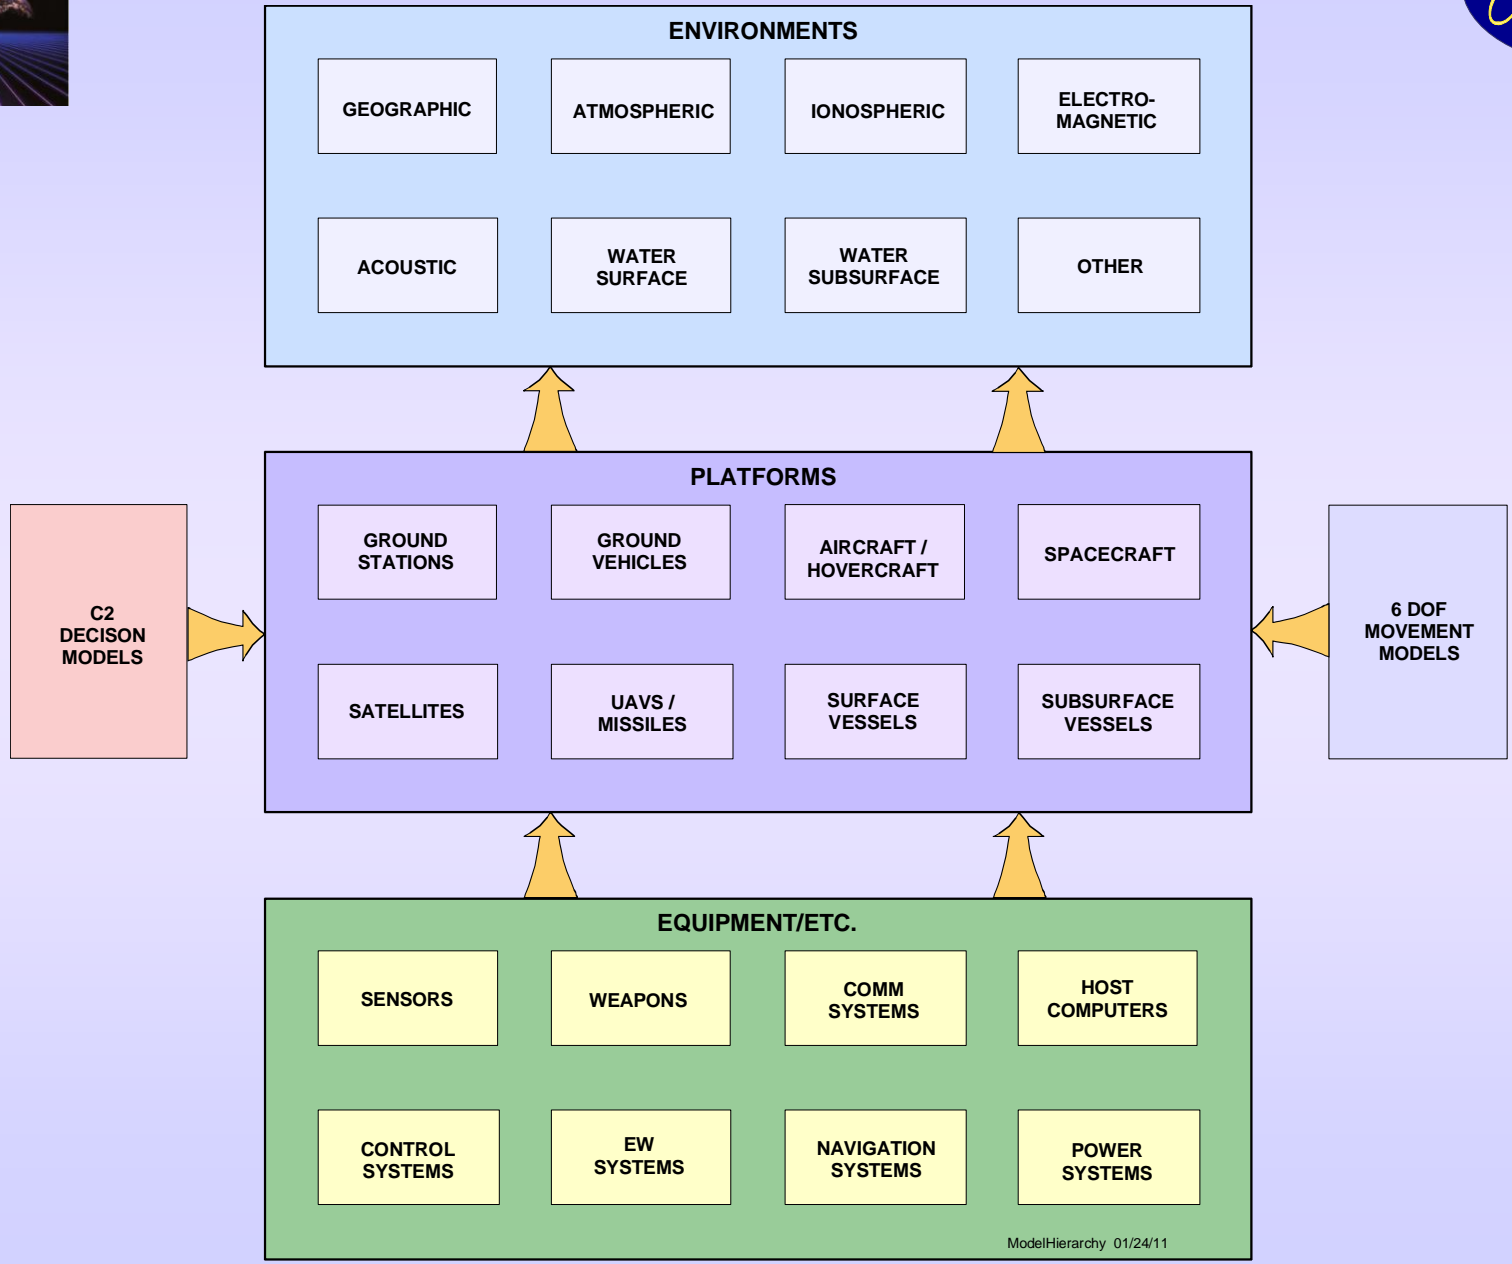 ENVIRONMENTS
GEOGRAPHIC
ATMOSPHERIC
IONOSPHERIC
ELECTRO-
MAGNETIC
ACOUSTIC
WATER
SURFACE
WATER
SUBSURFACE
OTHER
PLATFORMS
GROUND
STATIONS
GROUND
VEHICLES
AIRCRAFT /
HOVERCRAFT
SPACECRAFT
C2
DECISON
MODELS
6 DOF
MOVEMENT
MODELS
SATELLITES
UAVS /
MISSILES
SURFACE
VESSELS
SUBSURFACE
VESSELS
EQUIPMENT/ETC.
SENSORS
WEAPONS
COMM
SYSTEMS
HOST
COMPUTERS
CONTROL
SYSTEMS
EW
SYSTEMS
NAVIGATION
SYSTEMS
POWER
SYSTEMS
ModelHierarchy 01/24/11